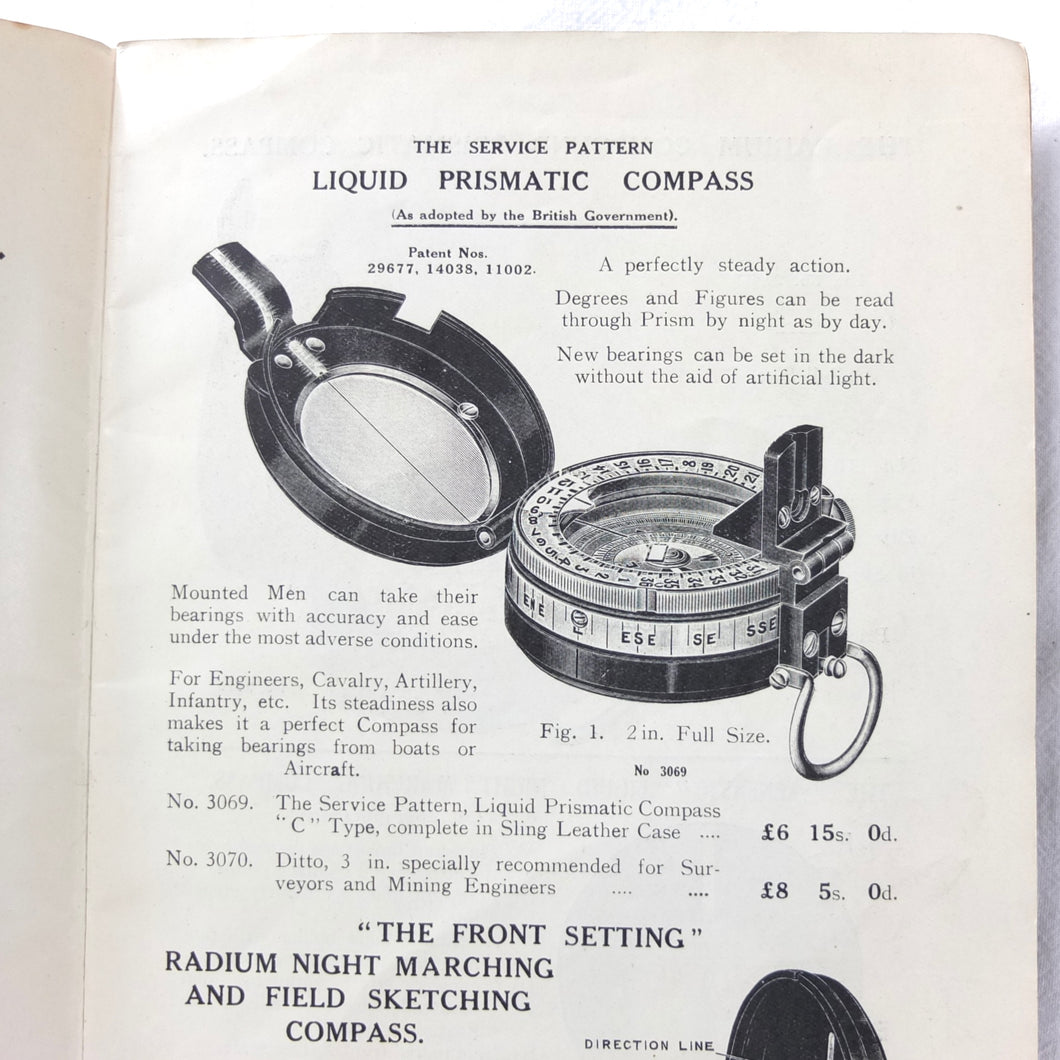 THE SERVICE PATTERN
LIQUID PRISMATIC COMPASS
(As adopted by the British Government).
Patent Nos.
29677, 14038, 11002.
A perfectly steady action.
Degrees and Figures can be read
through Prism by night as by day.
New bearings can be set in the dark
without the aid of artificial light.
ENE
ESE
SE
SSE
Mounted Men can take their
bearings with accuracy and ease
under the most adverse conditions.
For Engineers, Cavalry, Artillery,
Infantry, etc. Its steadiness also
makes it a perfect Compass for
taking bearings from boats or
Aircraft.
Fig. 1. 2 in. Full Size.
No 3069
No. 3069. The Service Pattern, Liquid Prismatic Compass
"C" Type, complete in Sling Leather Case .... £6 15s. 0d.
No. 3070. Ditto, 3 in. specially recommended for Sur-
veyors and Mining Engineers .... .... £8 5s. 0d.
"THE FRONT SETTING"
RADIUM NIGHT MARCHING
AND FIELD SKETCHING
COMPASS.
DIRECTION LINE